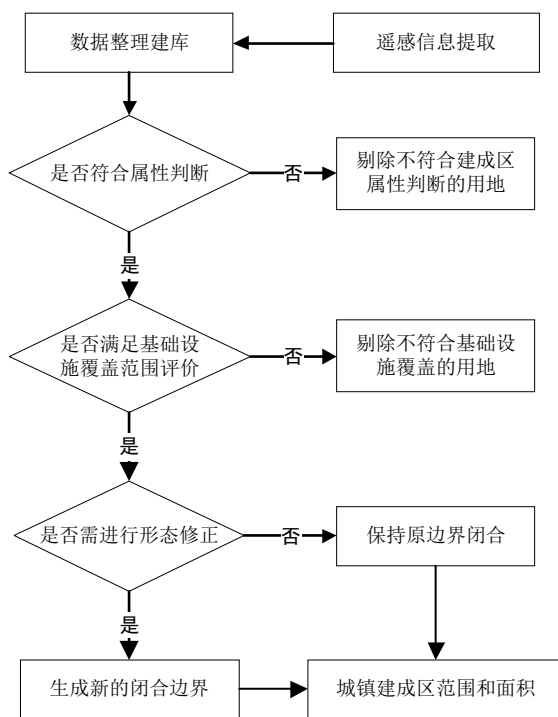 数据整理建库
遥感信息提取
是否符合属性判断
否
剔除不符合建成区
属性判断的用地
是
是否满足基础设
施覆盖范围评价
否
剔除不符合基础设
施覆盖的用地
是
是否需进行形态修正
否
保持原边界闭合
是
生成新的闭合边界
城镇建成区范围和面积